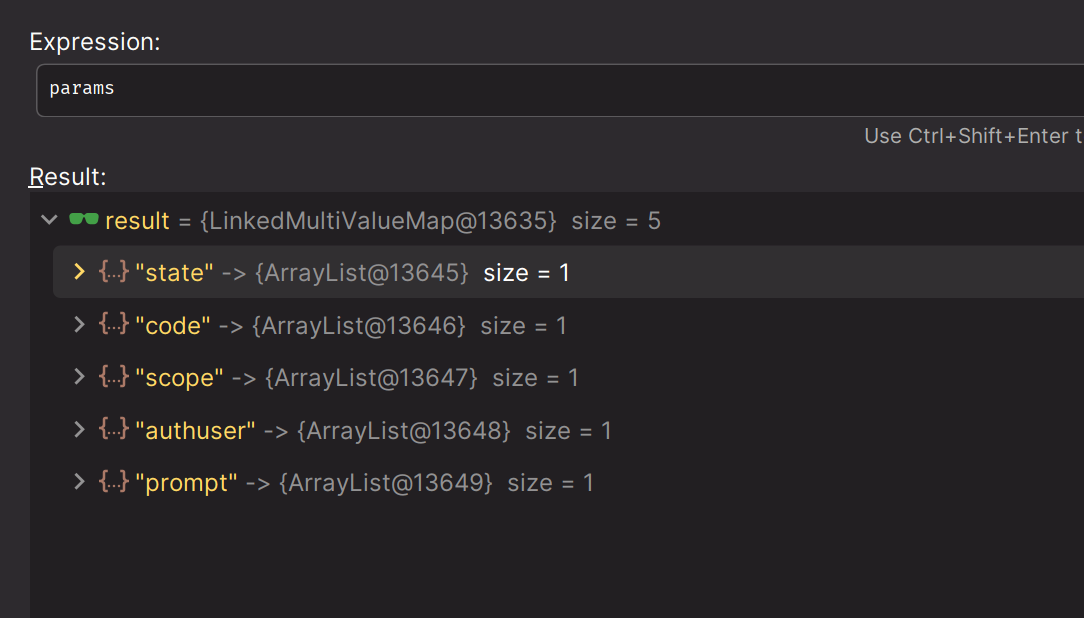 Expression:
params
Use Ctrl+Shift+Enter t
Result:
result = {LinkedMultiValueMap@13635} size = 5
{...} "state" -> {ArrayList@13645} size = 1
{...} "code" -> {ArrayList@13646} size = 1
{...} "scope" -> {ArrayList@13647} size = 1
{...} "authuser" -> {ArrayList@13648} size = 1
{...} "prompt" -> {ArrayList@13649} size = 1